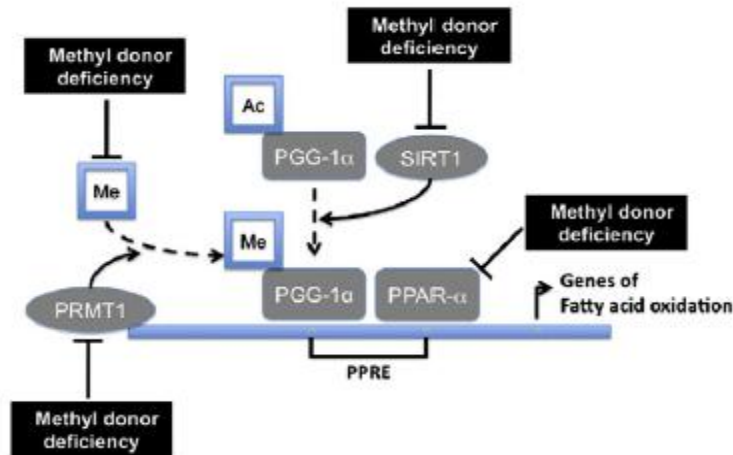 Methyl donor
deficiency
Methyl donor
deficiency
Ac
PGG-1α
SIRT1
Me
Me
Methyl donor
deficiency
PRMT1
PGG-1α
PPAR-α
Genes of
Fatty acid oxidation
PPRE
Methyl donor
deficiency